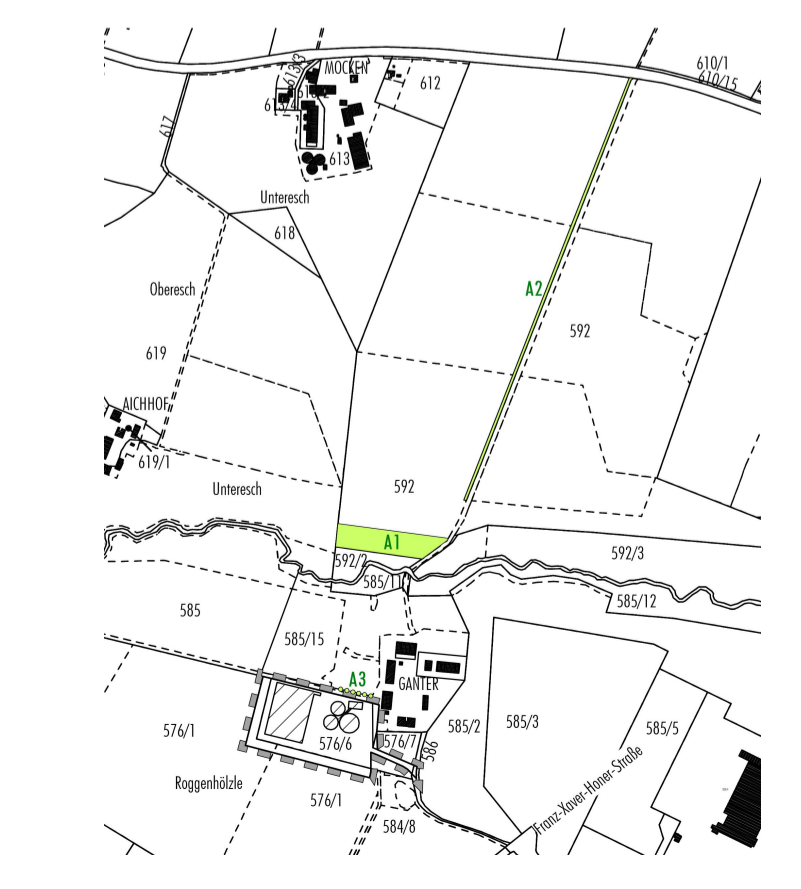 610/1
610/15
MOCKEN
613/3
612
617
613
Unteresch
618
Oberesch
A2
592
619
AICHHOF
619/1
592
Unteresch
A1
592/2
592/3
585/11
585
585/12
585/15
A3
GANTER
585/2
585/3
585/5
576/1
576/6
576/7
586
Franz-Xaver-Honer-Straße
Roggenhölzle
576/1
584/8